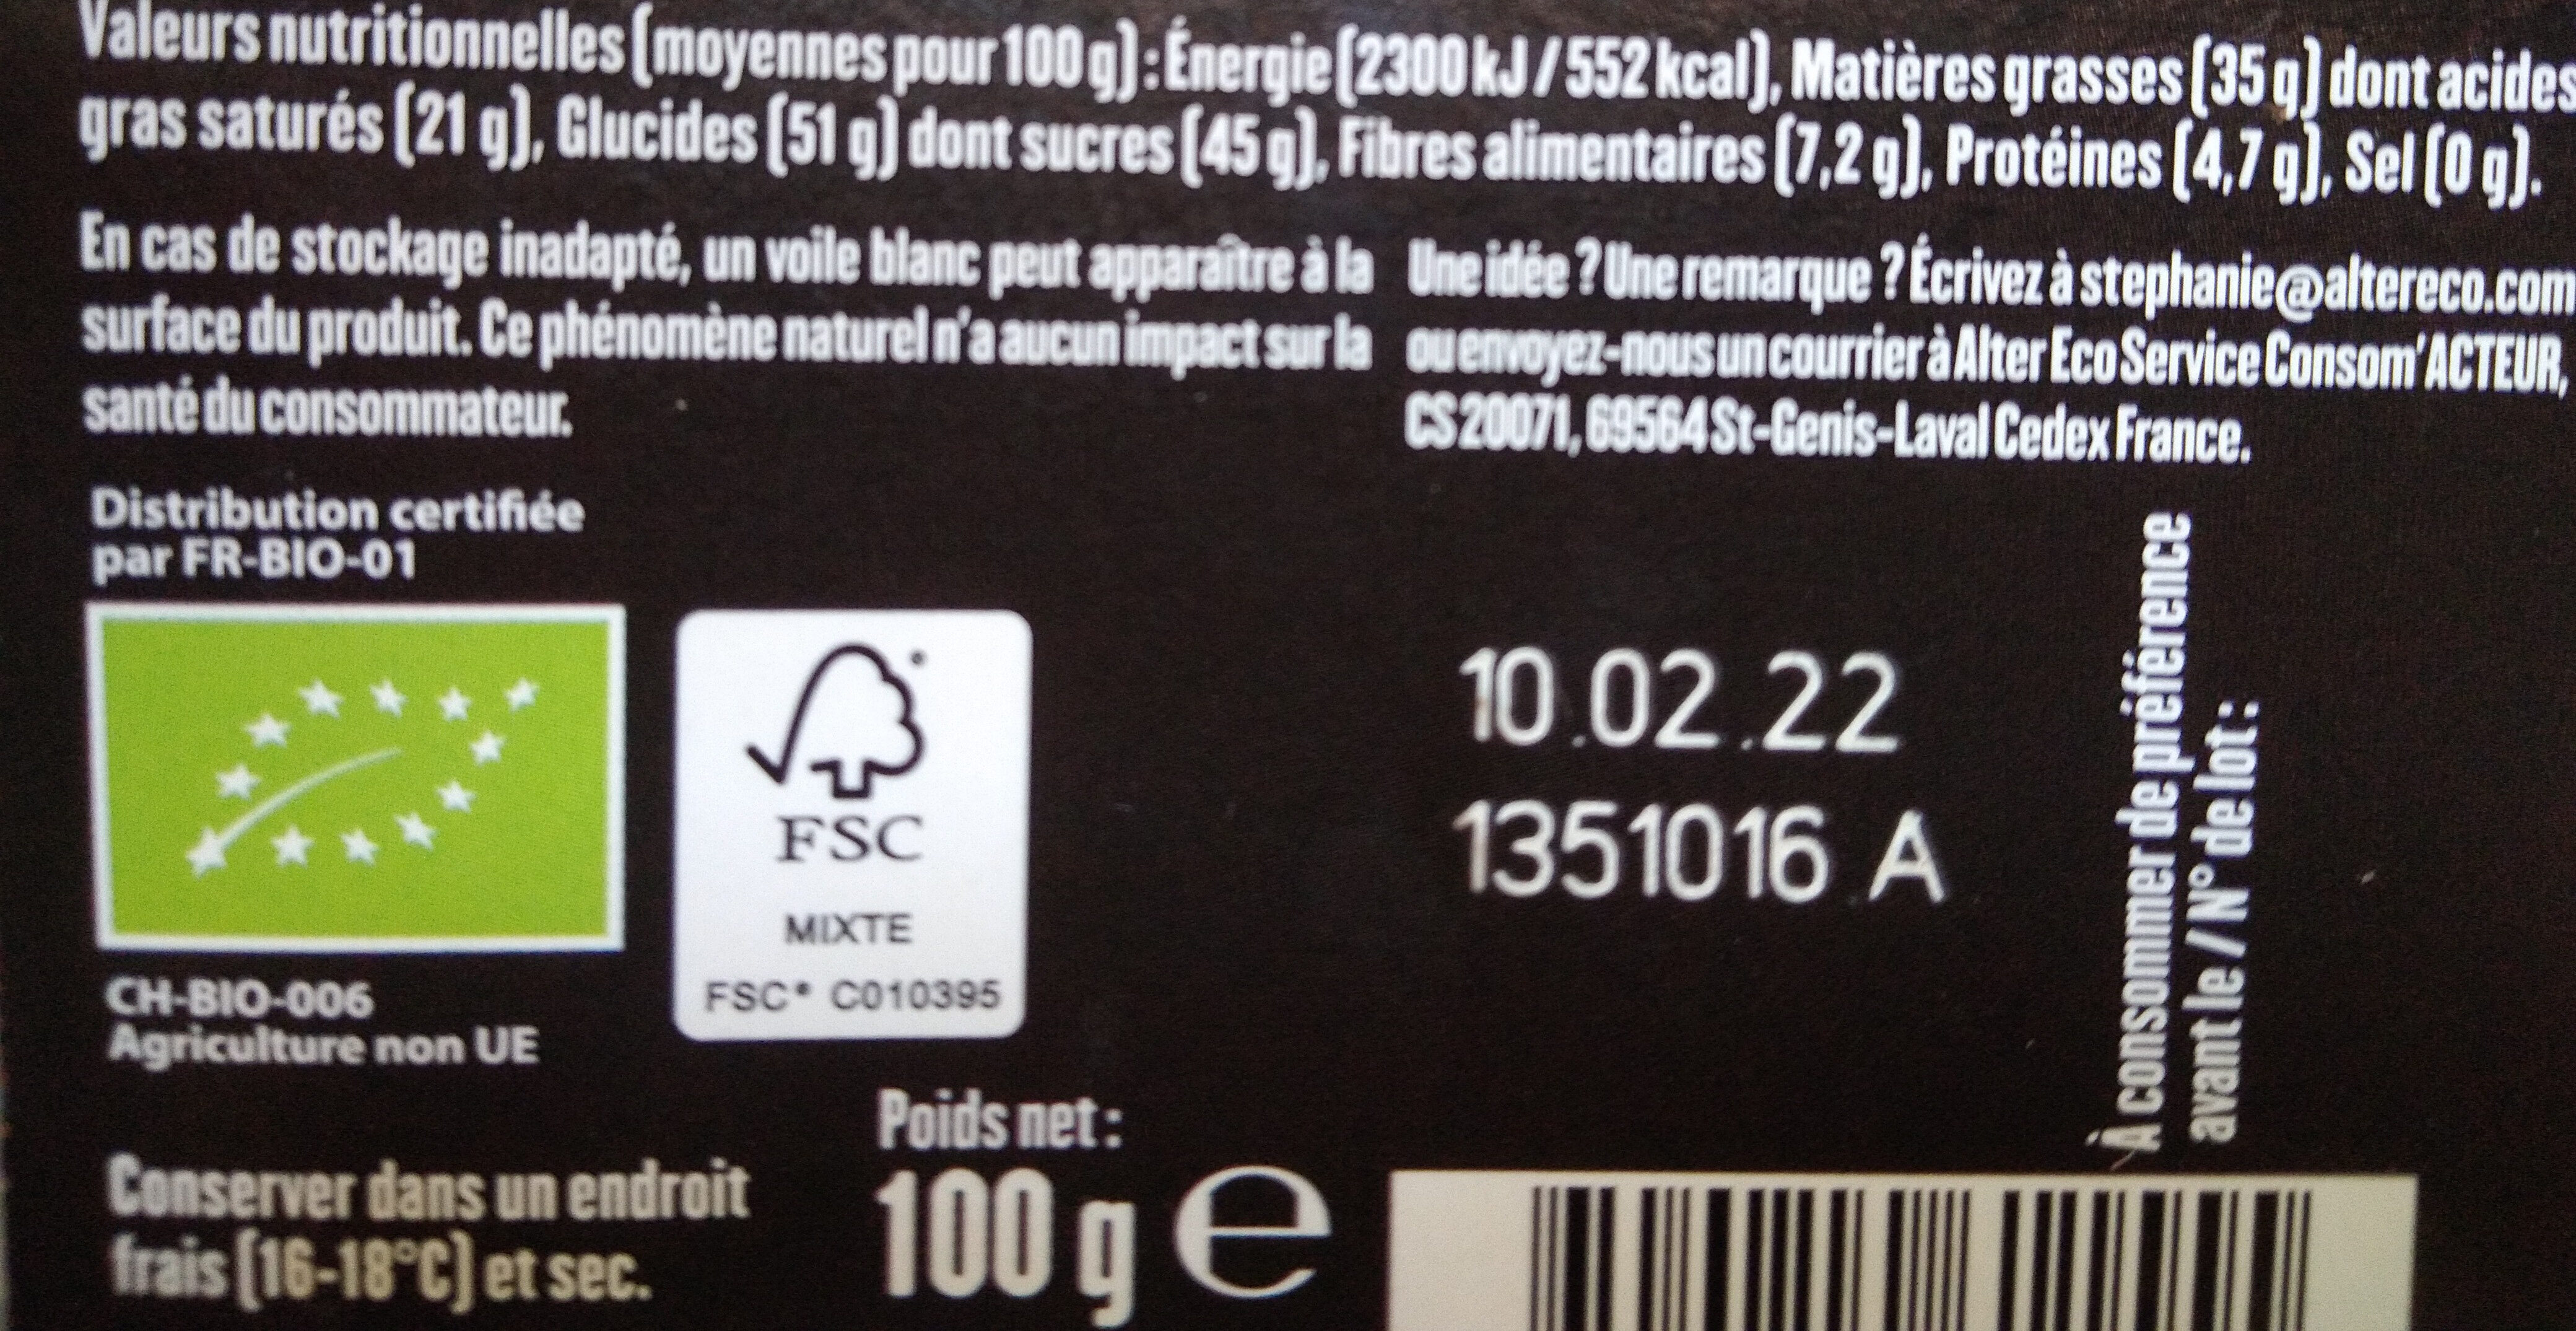 Valeurs nutritionnelles (moyennes pour 100 g) : Énergie (2300 kJ / 552 kcal), Matières grasses (35 g) dont acides
gras saturés (21 g), Glucides (51 g) dont sucres (45 g), Fibres alimentaires (7,2 g), Protéines (4,7 g), Sel (0 g).
En cas de stockage inadapté, un voile blanc peut apparaître à la
surface du produit. Ce phénomène naturel n'a aucun impact sur la
santé du consommateur.
Une idée ? Une remarque ? Écrivez à stephanie@altereco.com
ou envoyez-nous un courrier à Alter Eco Service Consom'ACTEUR,
CS 20071, 69564 St-Genis-Laval Cedex France.
Distribution certifiée
par FR-BIO-01
FSC
MIXTE
FSC® C010395
CH-BIO-006
Agriculture non UE
10.02.22
1351016 A
À consommer de préférence
avant le / N° de lot :
Conserver dans un endroit
frais (16-18°C) et sec.
Poids net :
100 g e